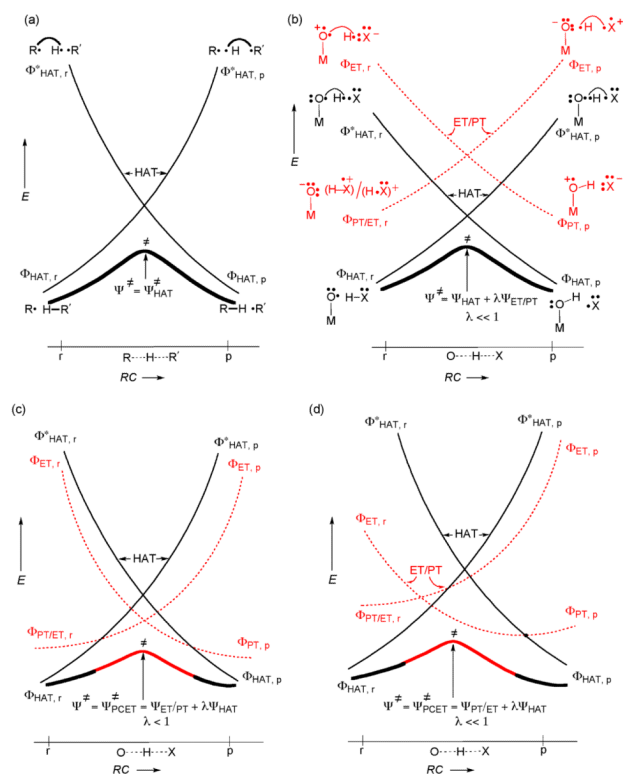 (a)
R• H •R′
R• H •R′
Φ*HAT, r
Φ*HAT, p
HAT
E
≠
Ψ≠ = Ψ≠HAT
ΦHAT, r
ΦHAT, p
R• H–R′
R–H •R′
r
R---H---R′
p
RC
(b)
+ O H• X −
M
− O •H X +
M
ΦET, r
ΦET, p
O H X
M
O H X
M
ET/PT
Φ*HAT, r
Φ*HAT, p
E
− O (H–X)•+/(H•X)+
M
HAT
+ O H X −
M
ΦPT/ET, r
ΦPT, p
≠
ΦHAT, r
ΦHAT, p
O• H–X
M
O H •X
M
Ψ≠ = ΨHAT + λΨET/PT
λ << 1
r
O---H---X
p
RC
(c)
Φ*HAT, r
Φ*HAT, p
ΦET, r
ΦET, p
HAT
E
ΦPT/ET, r
ΦPT, p
≠
ΦHAT, r
ΦHAT, p
Ψ≠ = Ψ≠PCET = ΨET/PT + λΨHAT
λ < 1
r
O---H---X
p
RC
(d)
Φ*HAT, r
Φ*HAT, p
ΦET, p
HAT
ΦET, r
ET/PT
E
ΦPT/ET, r
ΦPT, p
≠
ΦHAT, r
ΦHAT, p
Ψ≠ = Ψ≠PCET = ΨPT/ET + λΨHAT
λ << 1
r
O---H---X
p
RC